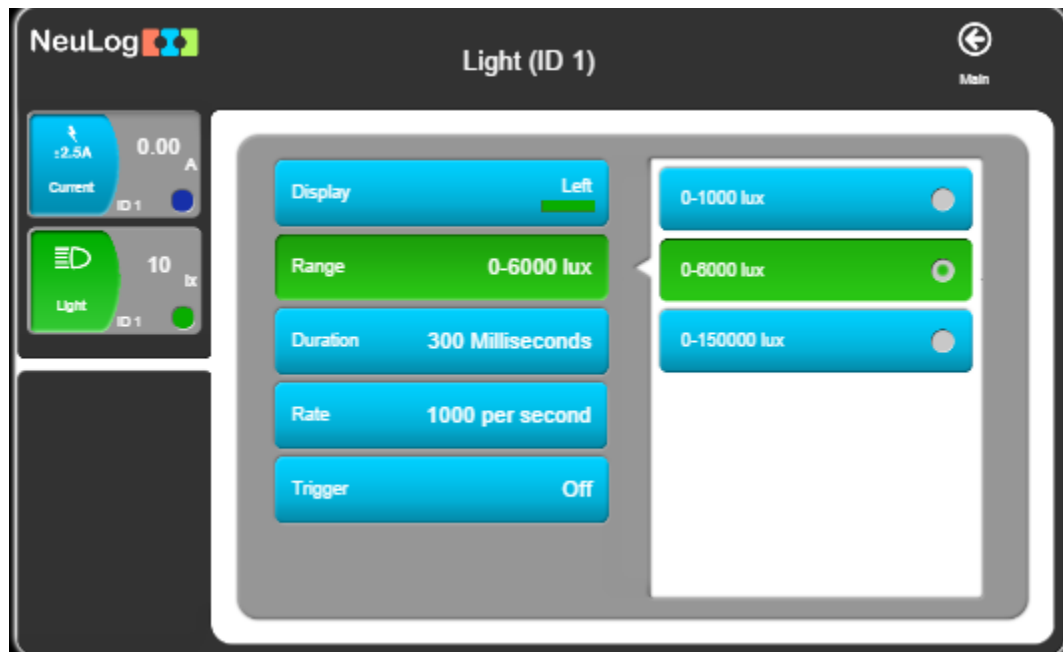 NeuLog
Light (ID 1)
Main
±2.5A
0.00
A
Current
ID 1
10
lx
Light
ID 1
Display Left
Range 0-6000 lux
Duration 300 Milliseconds
Rate 1000 per second
Trigger Off
0-1000 lux
0-6000 lux
0-150000 lux